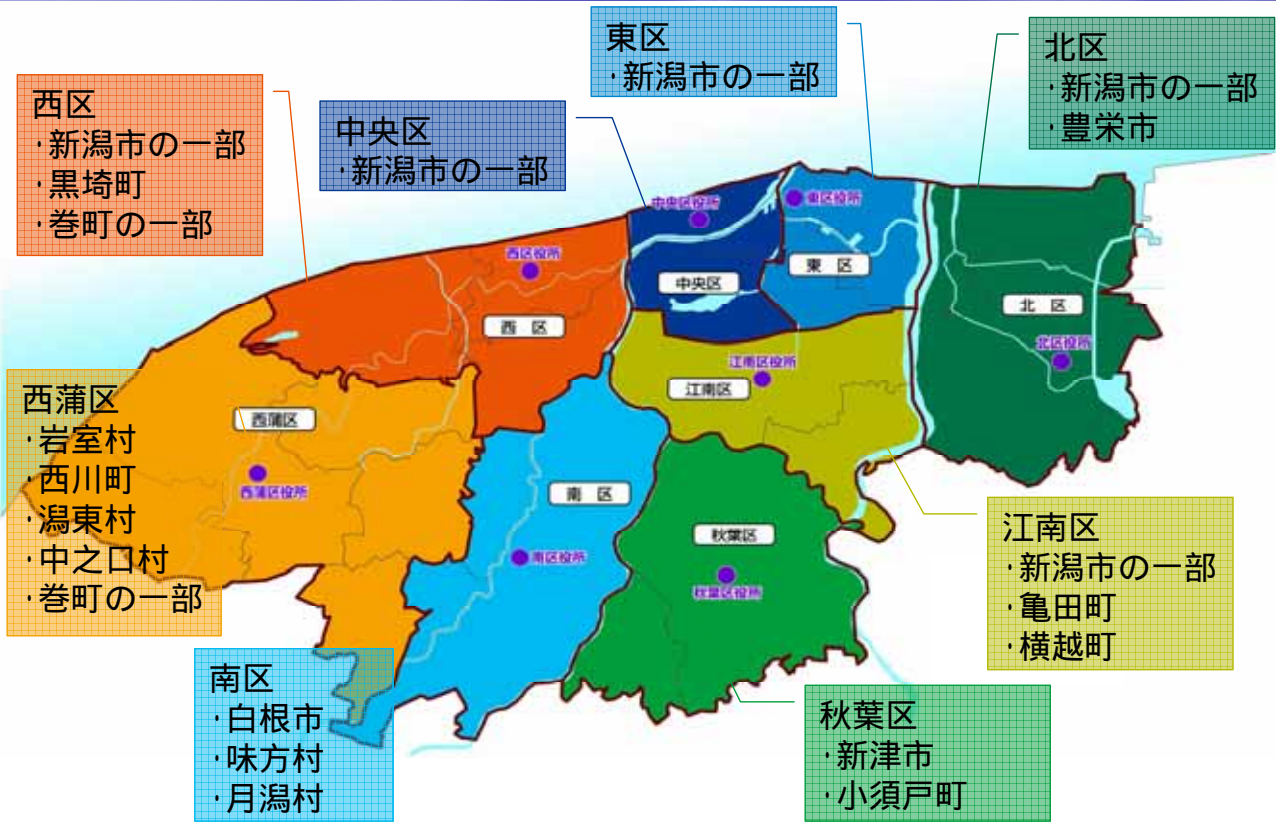 東区
·新潟市の一部
北区
·新潟市の一部
·豊栄市
西区
·新潟市の一部
·黒埼町
·巻町の一部
中央区
·新潟市の一部
中央区役所
東区役所
西区役所
東 区
中央区
北 区
西 区
北区役所
江南区役所
江南区
西蒲区
·岩室村
·西川町
·潟東村
·中之口村
·巻町の一部
西蒲区
西蒲区役所
南 区
南区役所
秋葉区
秋葉区役所
江南区
·新潟市の一部
·亀田町
·横越町
南区
·白根市
·味方村
·月潟村
秋葉区
·新津市
·小須戸町